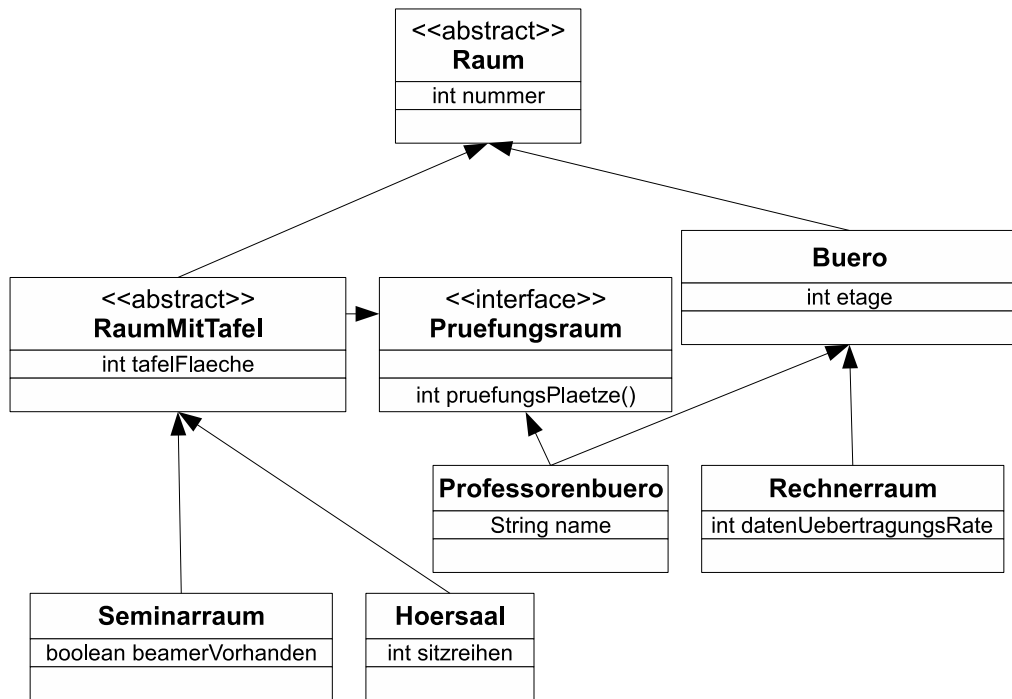 <<abstract>>
Raum
int nummer
<<abstract>>
RaumMitTafel
int tafelFlaeche
<<interface>>
Pruefungsraum
int pruefungsPlaetze()
Buero
int etage
Professorenbuero
String name
Rechnerraum
int datenUebertragungsRate
Seminarraum
boolean beamerVorhanden
Hoersaal
int sitzreihen